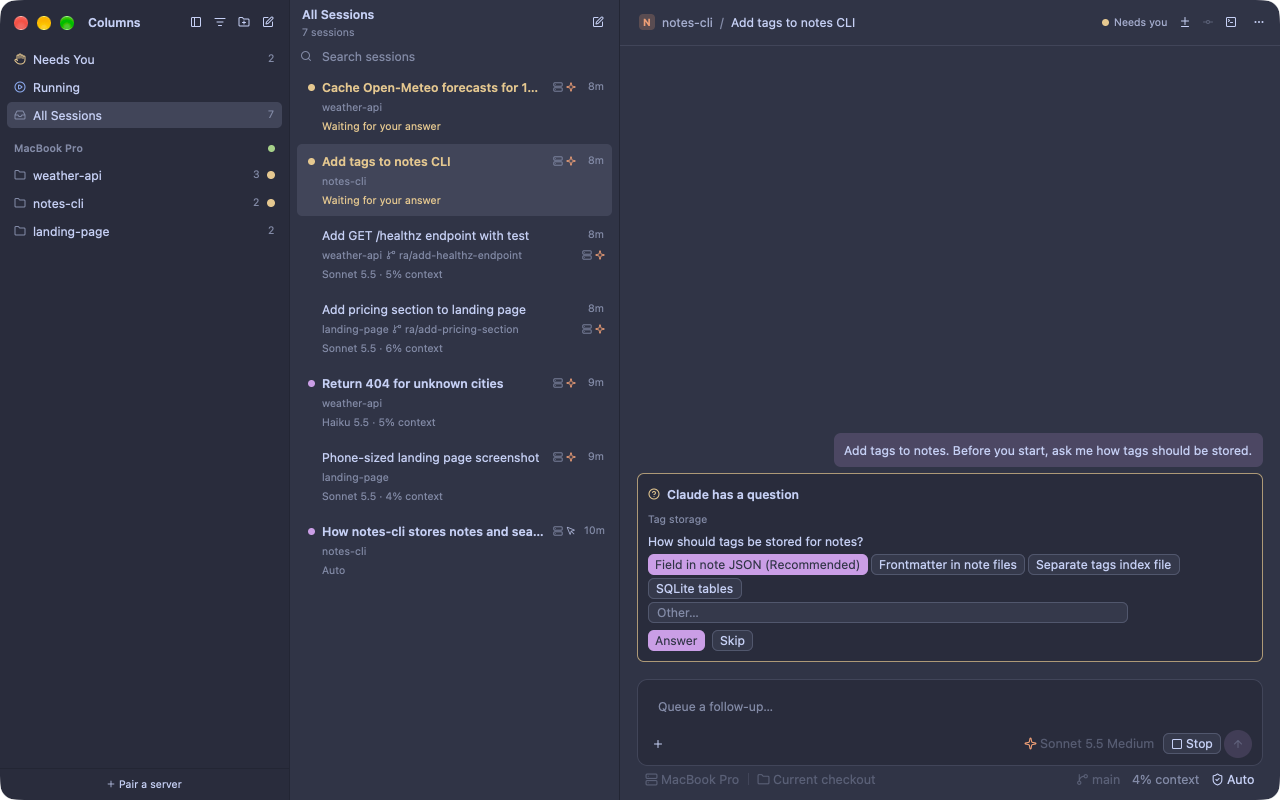 Columns
Needs You 2
Running
All Sessions 7
MacBook Pro
weather-api 3
notes-cli 2
landing-page 2
+ Pair a server
All Sessions
7 sessions
Search sessions
Cache Open-Meteo forecasts for 1... 8m
weather-api
Waiting for your answer
Add tags to notes CLI 8m
notes-cli
Waiting for your answer
Add GET /healthz endpoint with test 8m
weather-api ra/add-healthz-endpoint
Sonnet 5.5 · 5% context
Add pricing section to landing page 8m
landing-page ra/add-pricing-section
Sonnet 5.5 · 6% context
Return 404 for unknown cities 9m
weather-api
Haiku 5.5 · 5% context
Phone-sized landing page screenshot 9m
landing-page
Sonnet 5.5 · 4% context
How notes-cli stores notes and sea... 10m
notes-cli
Auto
N notes-cli / Add tags to notes CLI
Needs you
Add tags to notes. Before you start, ask me how tags should be stored.
Claude has a question
Tag storage
How should tags be stored for notes?
Field in note JSON (Recommended) Frontmatter in note files Separate tags index file
SQLite tables
Other...
Answer Skip
Queue a follow-up...
+ Sonnet 5.5 Medium Stop
MacBook Pro Current checkout main 4% context Auto